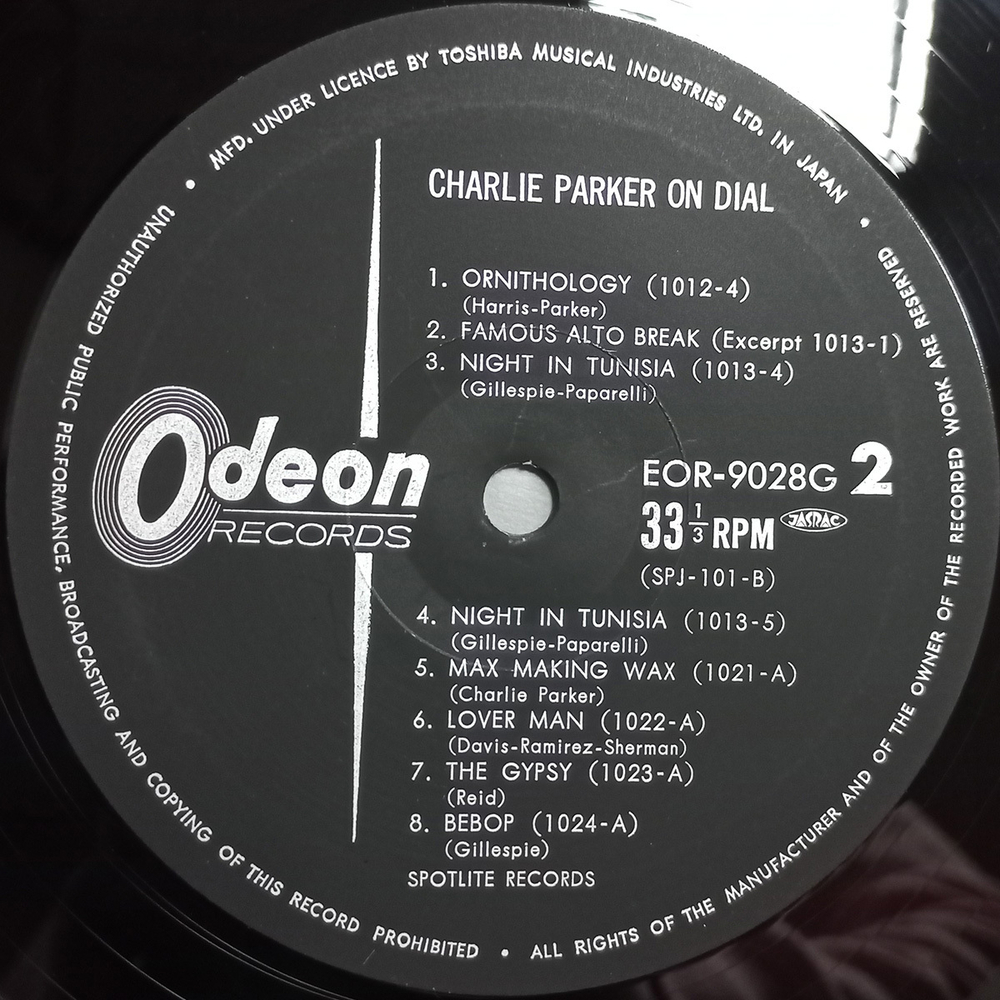 MFD. UNDER LICENCE BY TOSHIBA MUSICAL INDUSTRIES LTD. IN JAPAN •
CHARLIE PARKER ON DIAL
1. ORNITHOLOGY (1012-4)
(Harris-Parker)
2. FAMOUS ALTO BREAK (Excerpt 1013-1)
3. NIGHT IN TUNISIA (1013-4)
(Gillespie-Paparelli)
Odeon
RECORDS
EOR-9028G 2
33 1/3 RPM JASRAC
(SPJ-101-B)
4. NIGHT IN TUNISIA (1013-5)
(Gillespie-Paparelli)
5. MAX MAKING WAX (1021-A)
(Charlie Parker)
6. LOVER MAN (1022-A)
(Davis-Ramirez-Sherman)
7. THE GYPSY (1023-A)
(Reid)
8. BEBOP (1024-A)
(Gillespie)
SPOTLITE RECORDS
ALL RIGHTS OF THE MANUFACTURER AND OF THE OWNER OF THE RECORDED WORK ARE RESERVED •
UNAUTHORIZED PUBLIC PERFORMANCE, BROADCASTING AND COPYING OF THIS RECORD PROHIBITED •